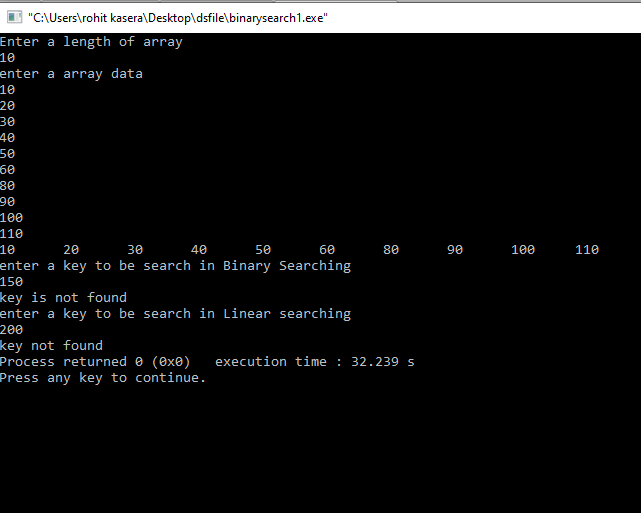 "C:\Users\rohit kasera\Desktop\dsfile\binarysearch1.exe"
Enter a length of array
10
enter a array data
10
20
30
40
50
60
80
90
100
110
10 20 30 40 50 60 80 90 100 110
enter a key to be search in Binary Searching
150
key is not found
enter a key to be search in Linear searching
200
key not found
Process returned 0 (0x0) execution time : 32.239 s
Press any key to continue.